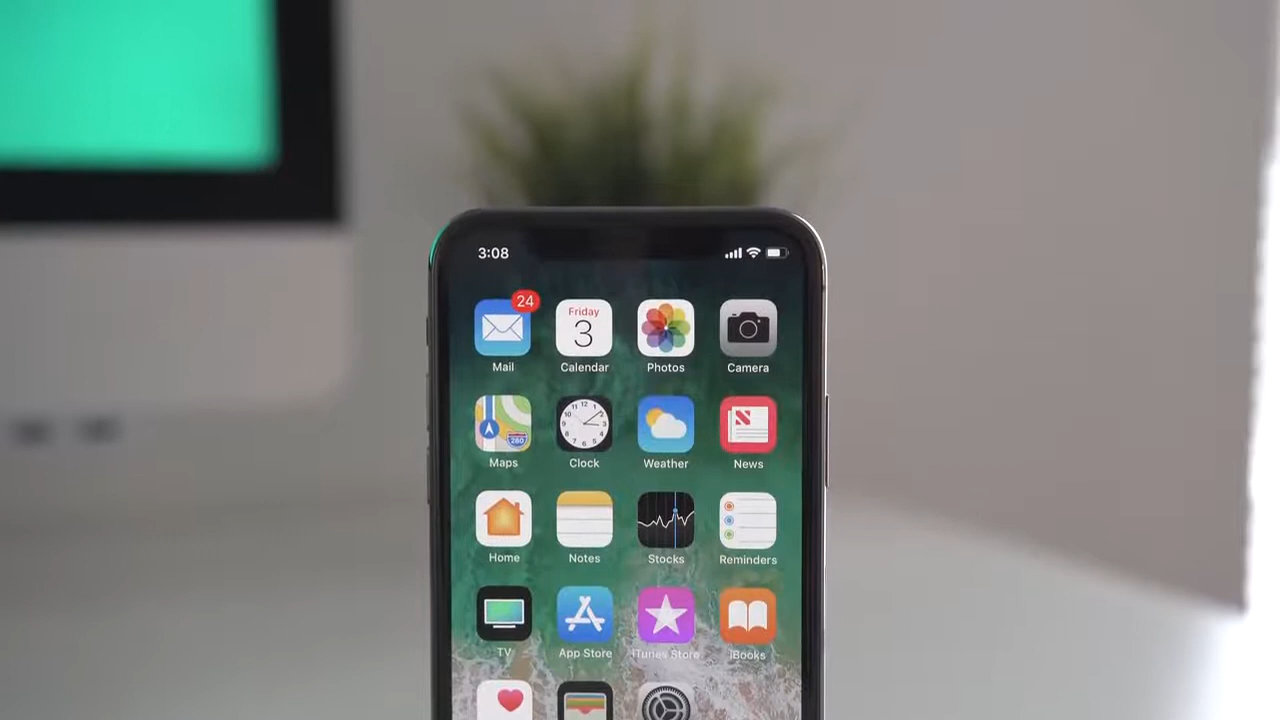 3:08
24
Friday
3
Mail
Calendar
Photos
Camera
280
Maps
Clock
Weather
News
Home
Notes
Stocks
Reminders
TV
App Store
iTunes Store
iBooks